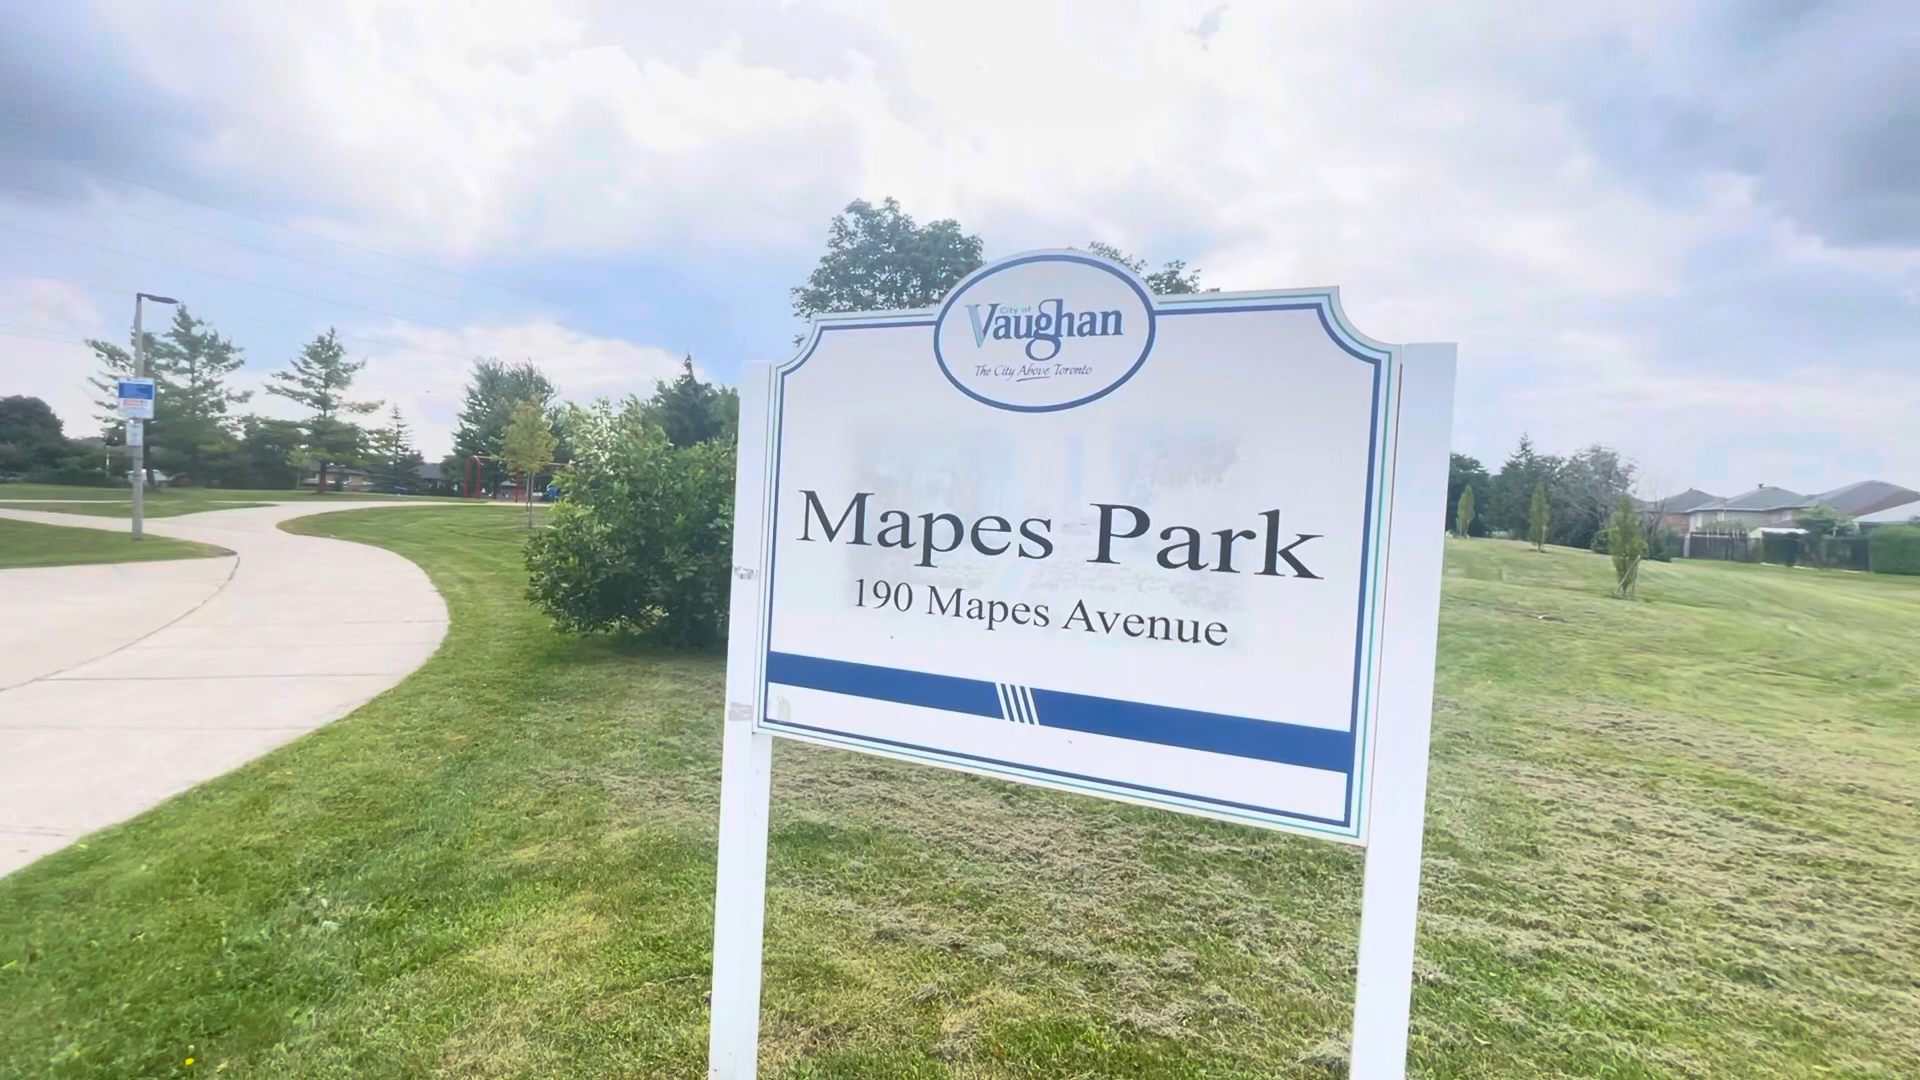 City of
Vaughan
The City Above Toronto
Mapes Park
190 Mapes Avenue